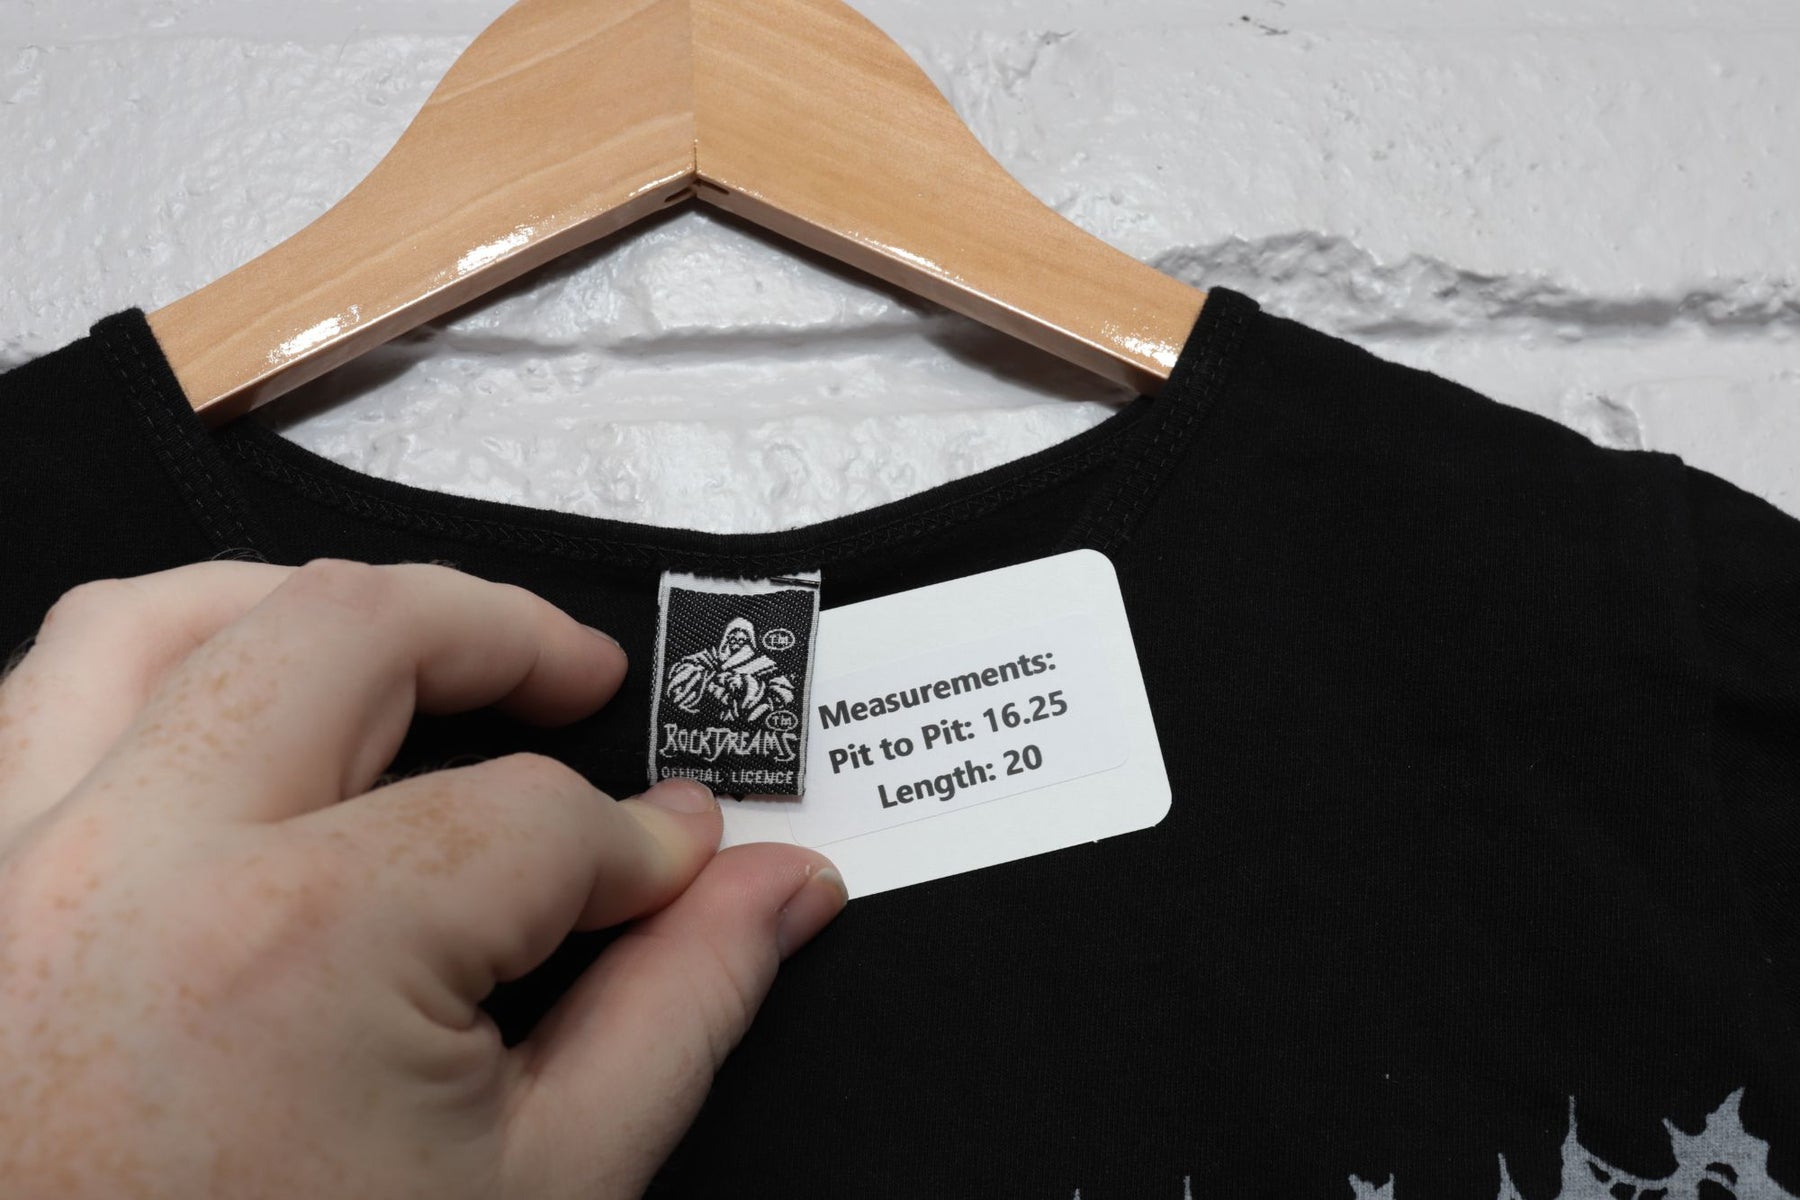 TM
TM
ROCKDREAMS
OFFICIAL LICENCE
Measurements:
Pit to Pit: 16.25
Length: 20